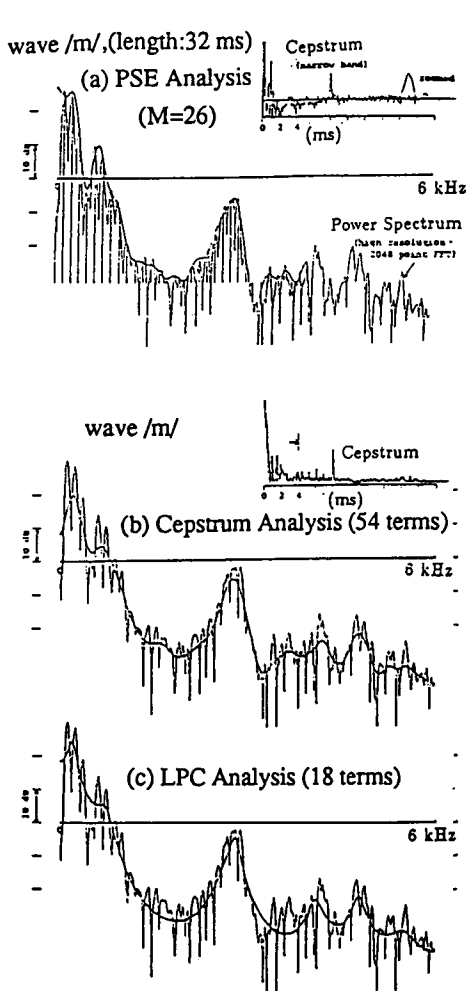 wave /m/,(length:32 ms)
(a) PSE Analysis
(M=26)
Cepstrum
(narrow band)
0 2 4
(ms)
10 dB
6 kHz
Power Spectrum
(high resolution -
2048 point FFT)
wave /m/
Cepstrum
0 2 4
(ms)
(b) Cepstrum Analysis (54 terms)
10 dB
0
6 kHz
(c) LPC Analysis (18 terms)
10 dB
0
6 kHz